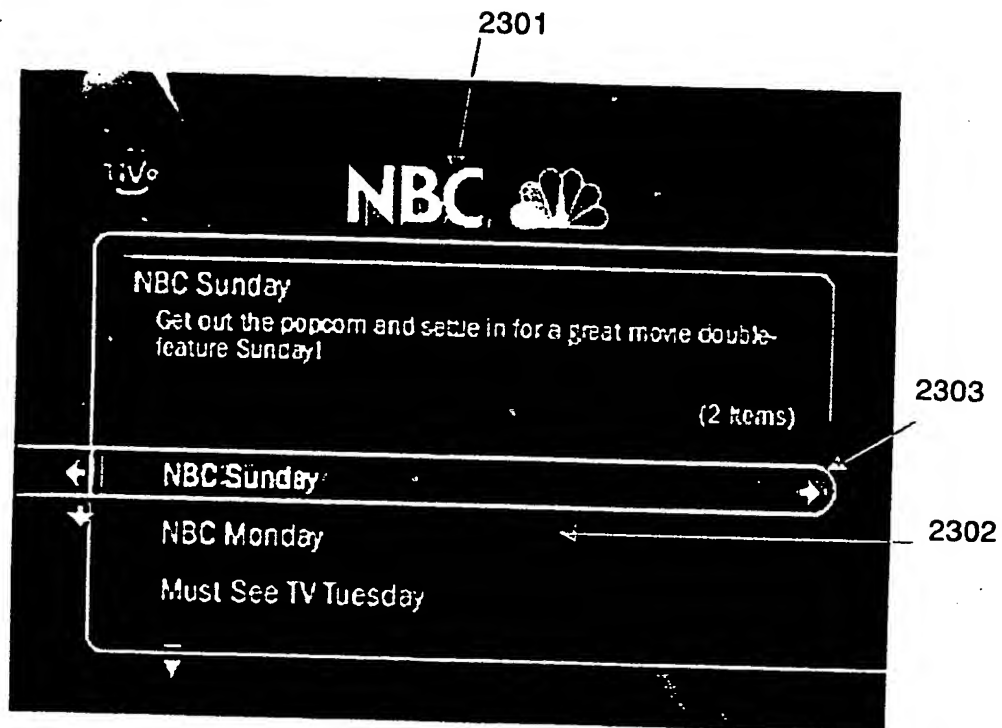 2301
TiVo
NBC
NBC Sunday
Get out the popcorn and settle in for a great movie double-
feature Sunday!
(2 items)
2303
NBC Sunday
NBC Monday
2302
Must See TV Tuesday